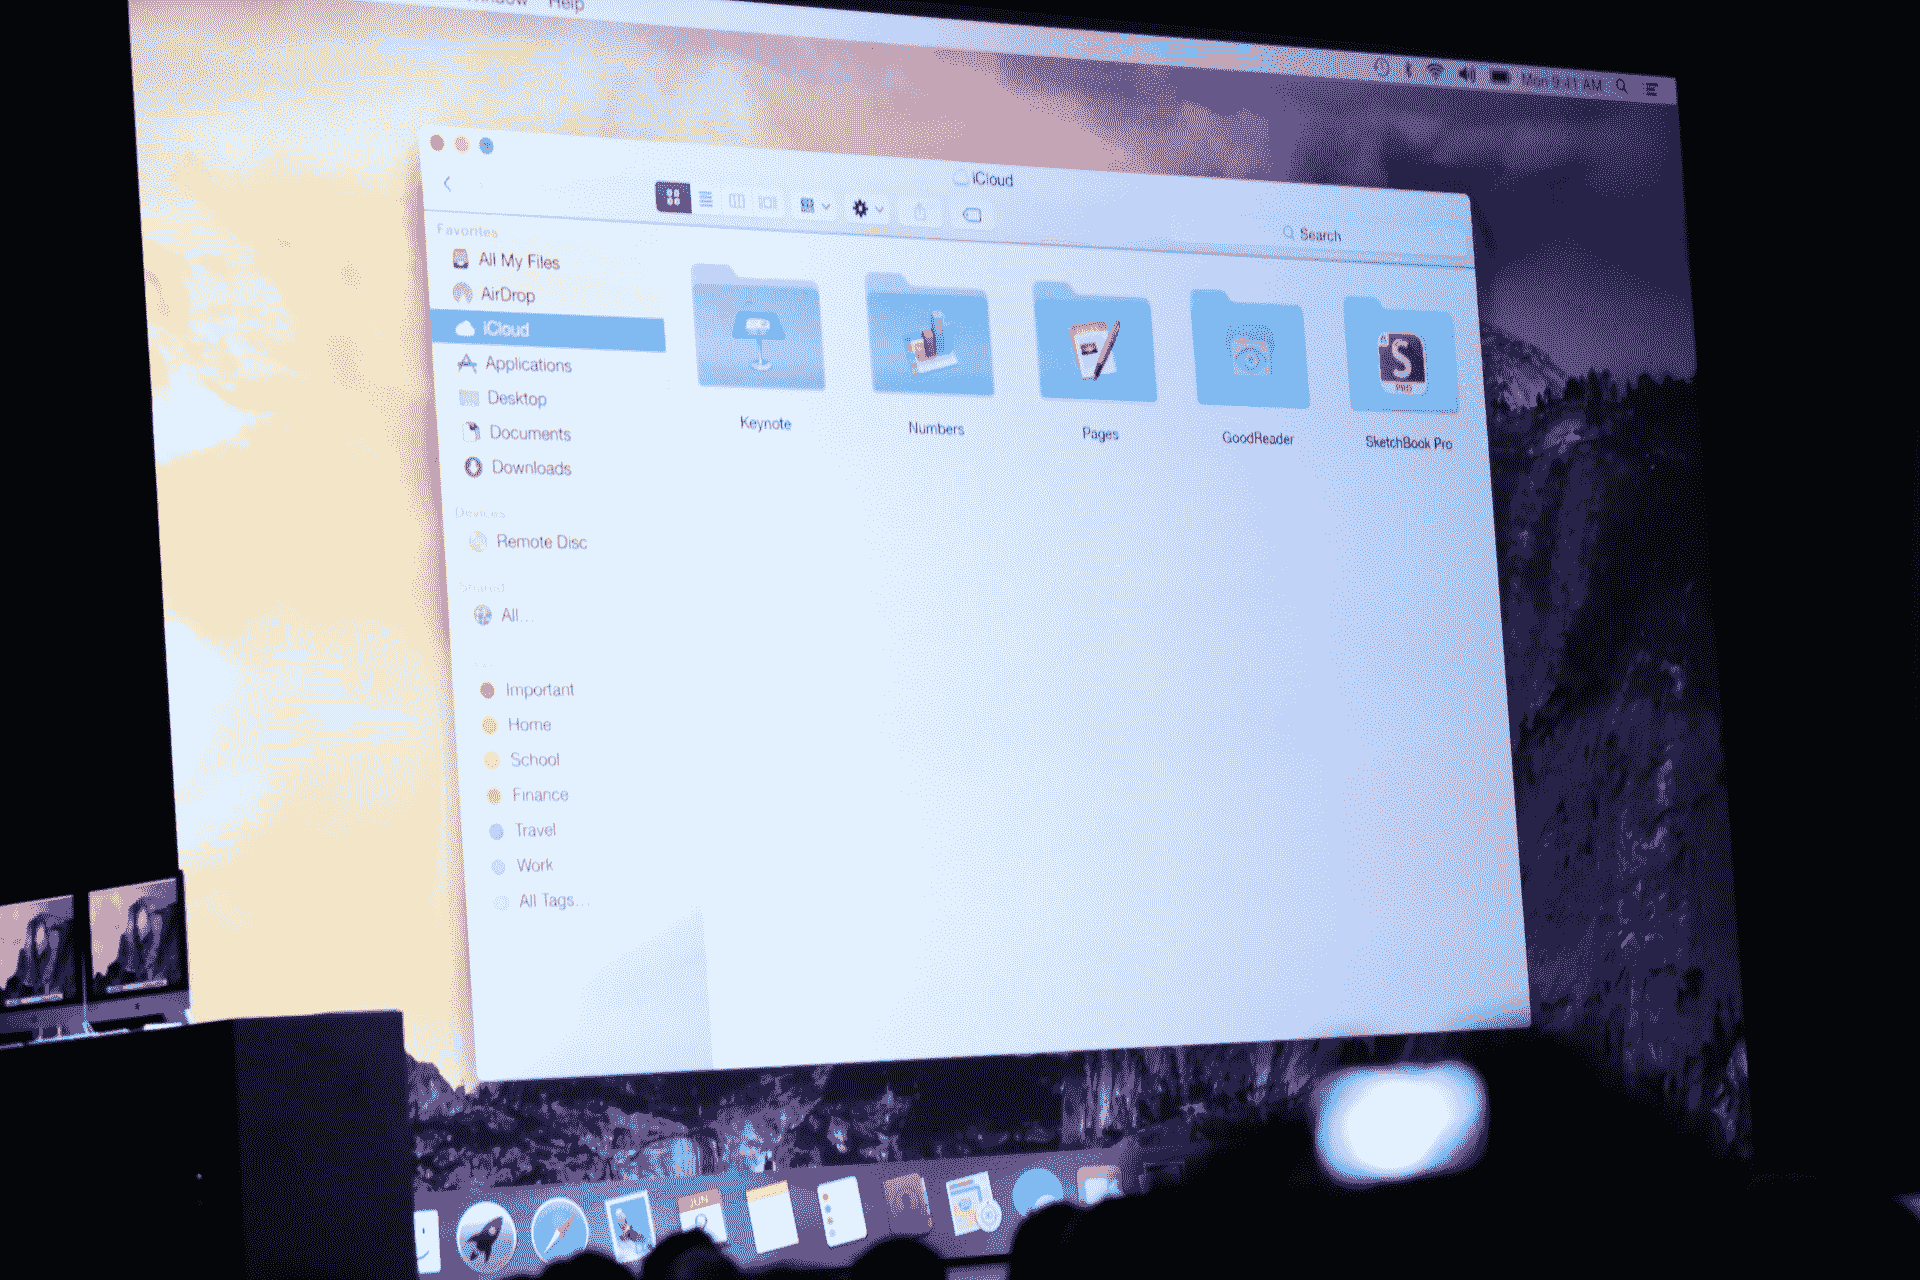 Window Help
Mon 9:41 AM
iCloud
Search
Favorites
All My Files
AirDrop
iCloud
Applications
Desktop
Documents
Downloads
Devices
Remote Disc
Shared
All...
Important
Home
School
Finance
Travel
Work
All Tags...
Keynote
Numbers
Pages
GoodReader
S
PRO
SketchBook Pro
JUN